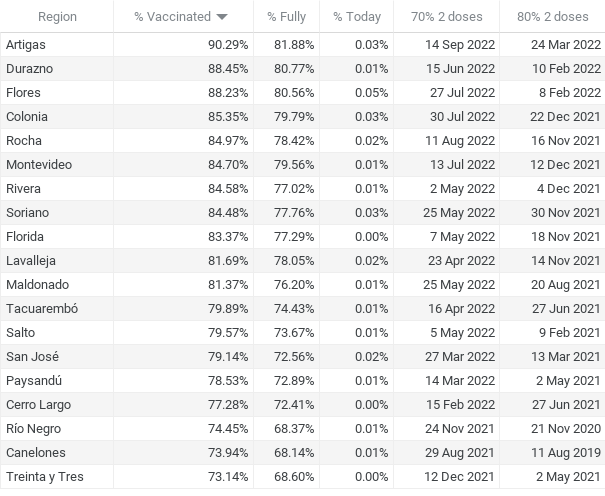 Region % Vaccinated % Fully % Today 70% 2 doses 80% 2 doses
Artigas 90.29% 81.88% 0.03% 14 Sep 2022 24 Mar 2022
Durazno 88.45% 80.77% 0.01% 15 Jun 2022 10 Feb 2022
Flores 88.23% 80.56% 0.05% 27 Jul 2022 8 Feb 2022
Colonia 85.35% 79.79% 0.03% 30 Jul 2022 22 Dec 2021
Rocha 84.97% 78.42% 0.02% 11 Aug 2022 16 Nov 2021
Montevideo 84.70% 79.56% 0.01% 13 Jul 2022 12 Dec 2021
Rivera 84.58% 77.02% 0.01% 2 May 2022 4 Dec 2021
Soriano 84.48% 77.76% 0.03% 25 May 2022 30 Nov 2021
Florida 83.37% 77.29% 0.00% 7 May 2022 18 Nov 2021
Lavalleja 81.69% 78.05% 0.02% 23 Apr 2022 14 Nov 2021
Maldonado 81.37% 76.20% 0.01% 25 May 2022 20 Aug 2021
Tacuarembó 79.89% 74.43% 0.01% 16 Apr 2022 27 Jun 2021
Salto 79.57% 73.67% 0.01% 5 May 2022 9 Feb 2021
San José 79.14% 72.56% 0.02% 27 Mar 2022 13 Mar 2021
Paysandú 78.53% 72.89% 0.01% 14 Mar 2022 2 May 2021
Cerro Largo 77.28% 72.41% 0.00% 15 Feb 2022 27 Jun 2021
Río Negro 74.45% 68.37% 0.01% 24 Nov 2021 21 Nov 2020
Canelones 73.94% 68.14% 0.01% 29 Aug 2021 11 Aug 2019
Treinta y Tres 73.14% 68.60% 0.00% 12 Dec 2021 2 May 2021